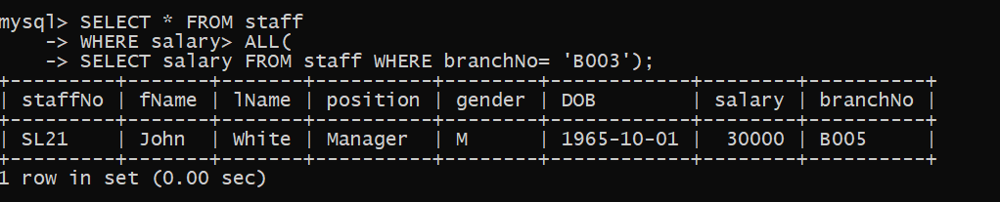 mysql> SELECT * FROM staff
    -> WHERE salary> ALL(
    -> SELECT salary FROM staff WHERE branchNo= 'B003');
+---------+-------+-------+----------+--------+------------+--------+----------+
| staffNo | fName | lName | position | gender | DOB        | salary | branchNo |
+---------+-------+-------+----------+--------+------------+--------+----------+
| SL21    | John  | White | Manager  | M      | 1965-10-01 |  30000 | B005     |
+---------+-------+-------+----------+--------+------------+--------+----------+
1 row in set (0.00 sec)